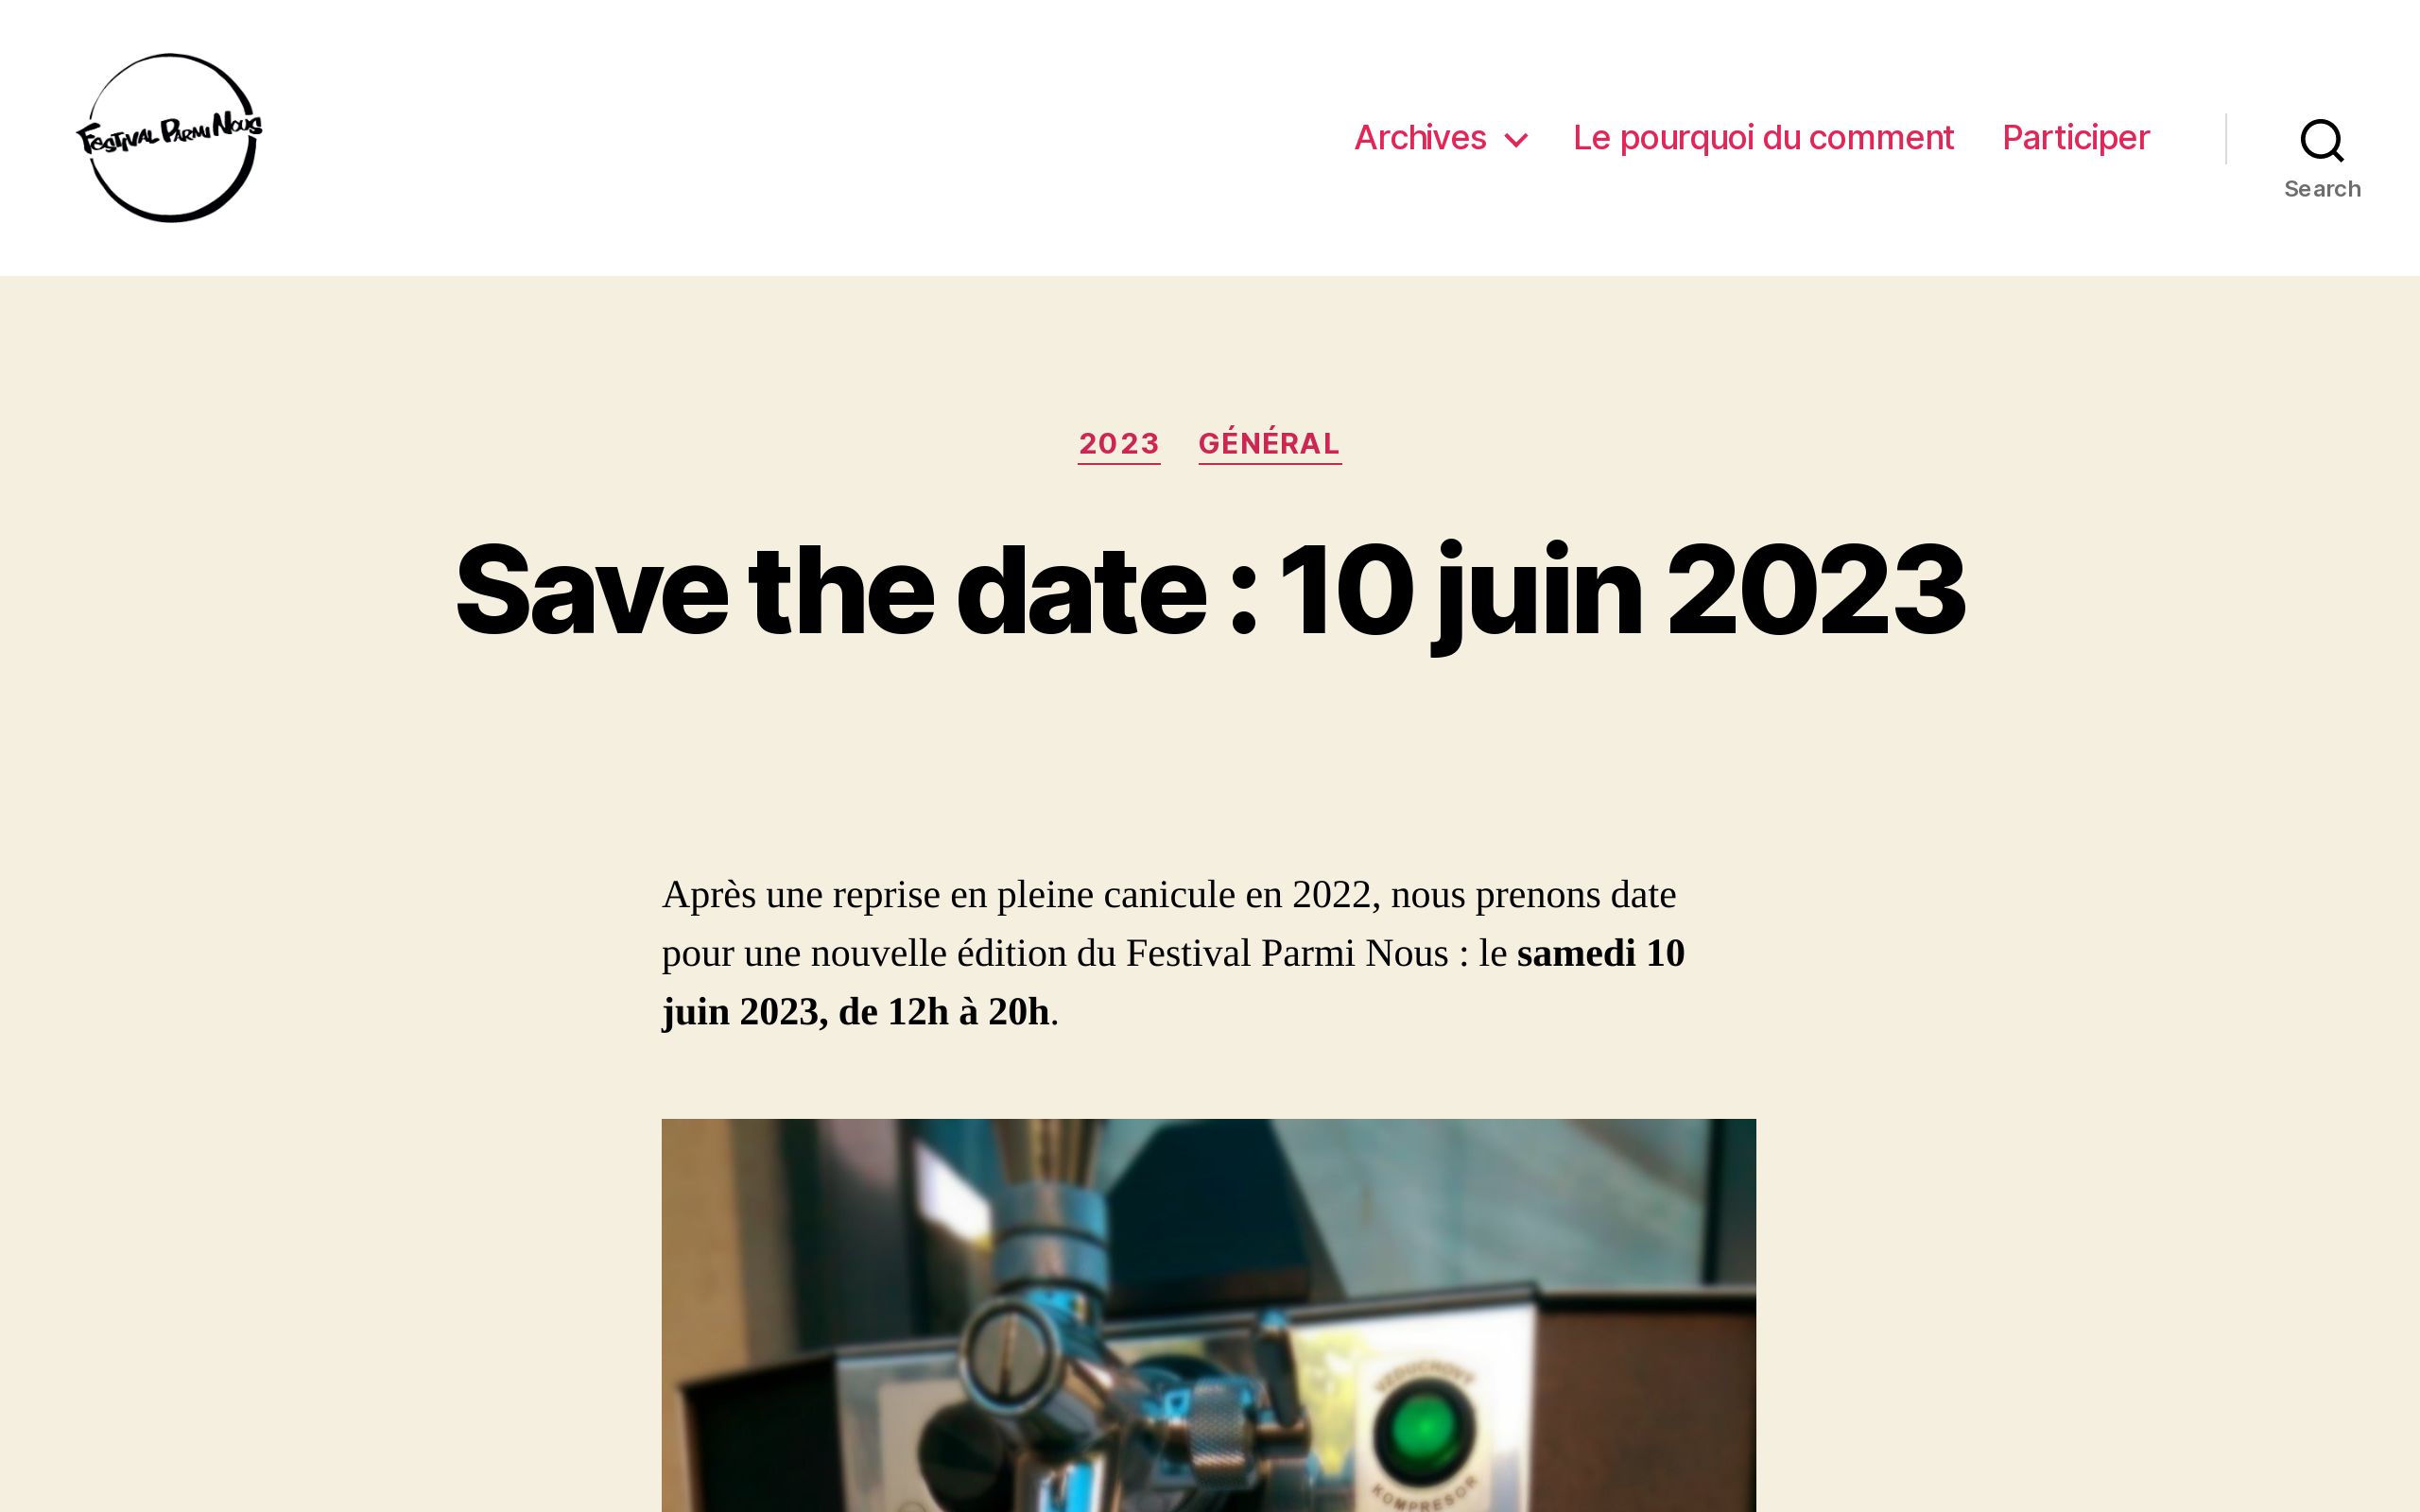 Festival Parmi Nous
Archives
Le pourquoi du comment
Participer
Search
2023
GÉNÉRAL
Save the date : 10 juin 2023
Après une reprise en pleine canicule en 2022, nous prenons date
pour une nouvelle édition du Festival Parmi Nous : le samedi 10
juin 2023, de 12h à 20h.
VZDUCHOVÝ
KOMPRESOR